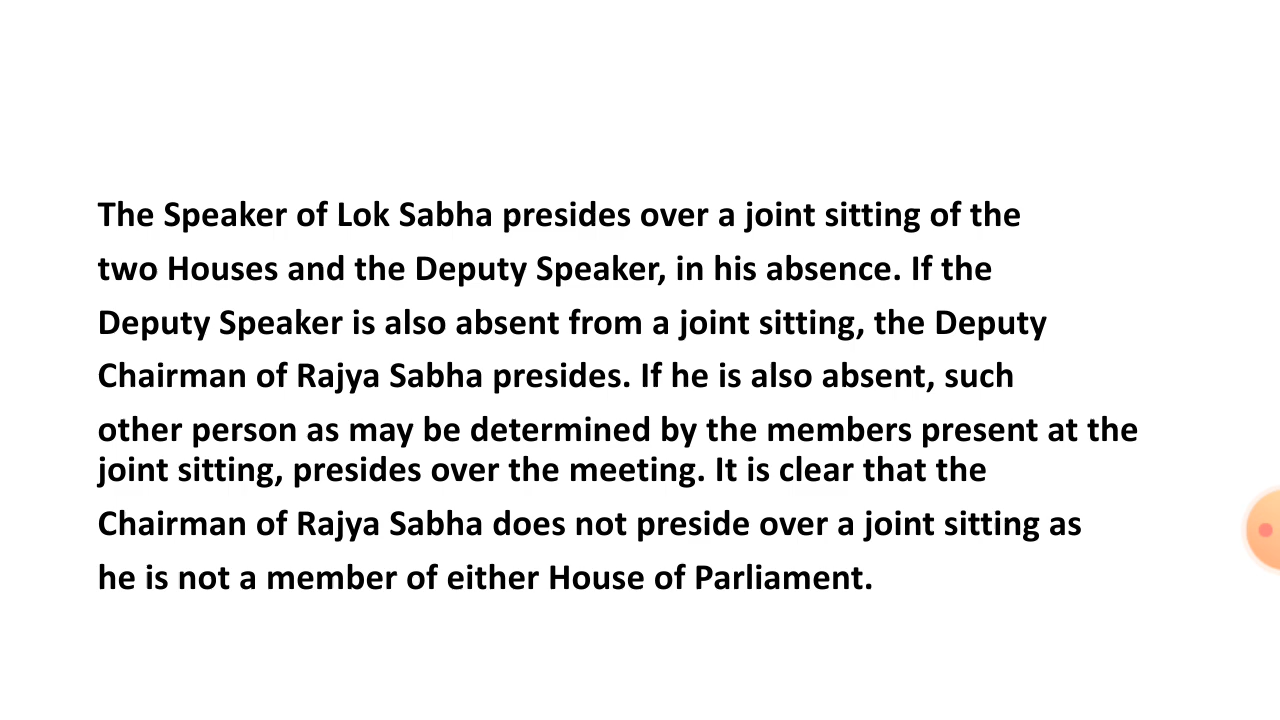 The Speaker of Lok Sabha presides over a joint sitting of the
two Houses and the Deputy Speaker, in his absence. If the
Deputy Speaker is also absent from a joint sitting, the Deputy
Chairman of Rajya Sabha presides. If he is also absent, such
other person as may be determined by the members present at the
joint sitting, presides over the meeting. It is clear that the
Chairman of Rajya Sabha does not preside over a joint sitting as
he is not a member of either House of Parliament.